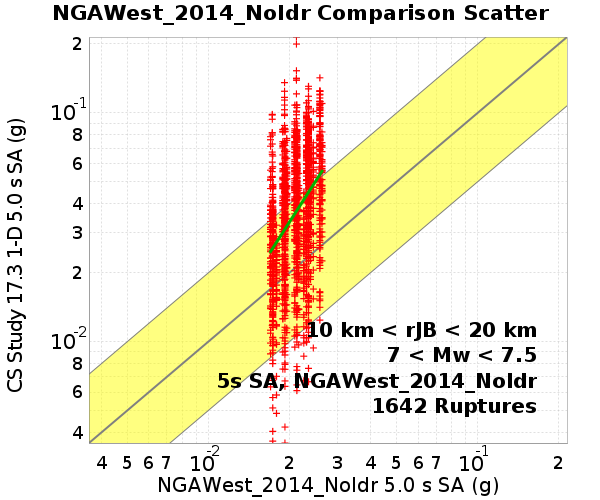 NGAWest_2014_NoIdr Comparison Scatter
CS Study 17.3 1-D 5.0 s SA (g)
2
10-1
8
6
4
3
2
10-2
8
6
4
10 km < rJB < 20 km
7 < Mw < 7.5
5s SA, NGAWest_2014_NoIdr
1642 Ruptures
4 5 6 7 10-2 2 3 4 5 6 7 10-1 2
NGAWest_2014_NoIdr 5.0 s SA (g)